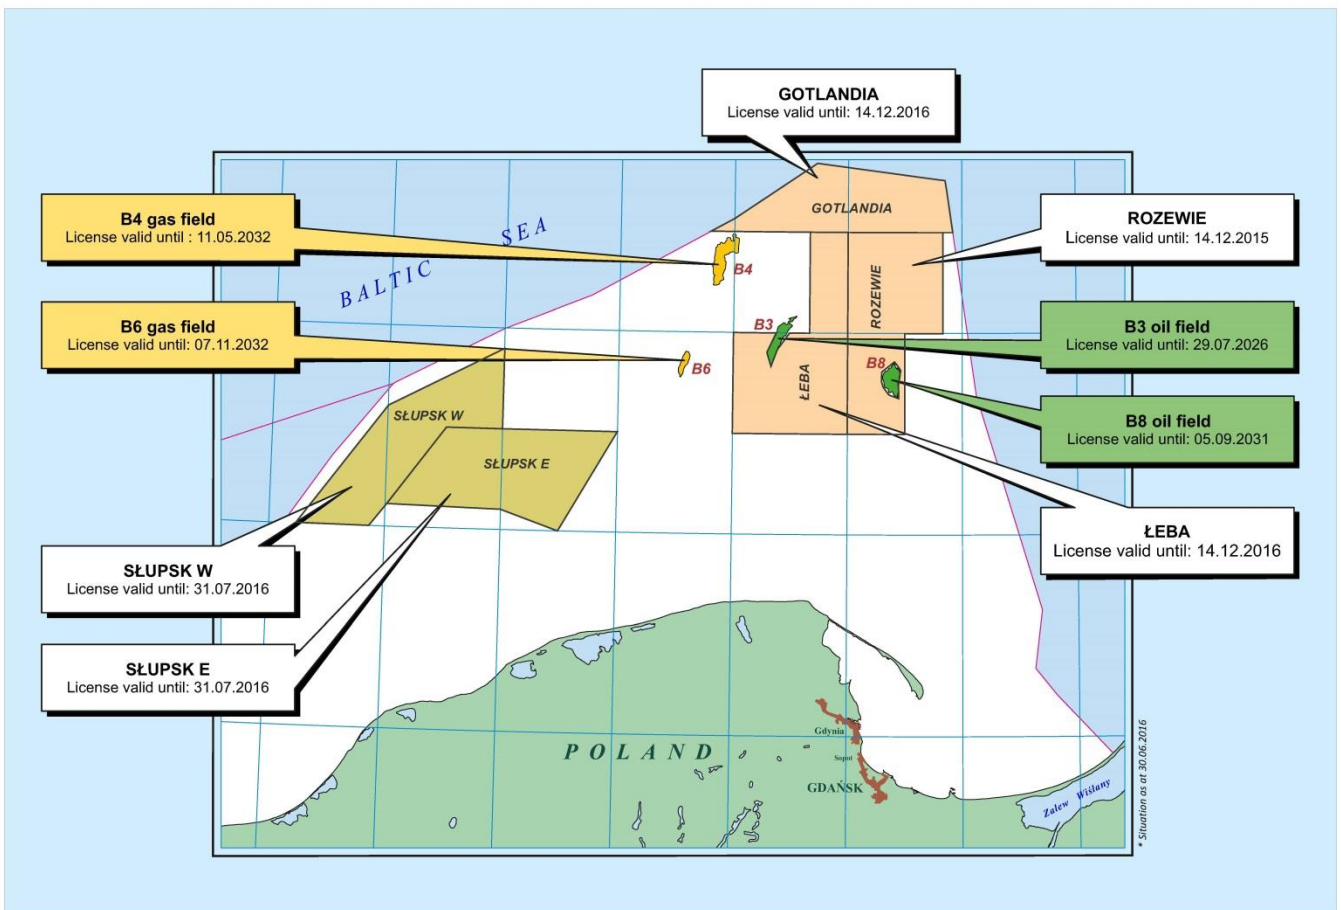 GOTLANDIA
License valid until: 14.12.2016
B4 gas field
License valid until : 11.05.2032
ROZEWIE
License valid until: 14.12.2015
BALTIC SEA
GOTLANDIA
B4
ROZEWIE
B6 gas field
License valid until: 07.11.2032
B3 oil field
License valid until: 29.07.2026
B3
B6
B8
ŁEBA
B8 oil field
License valid until: 05.09.2031
SŁUPSK W
SŁUPSK E
ŁEBA
License valid until: 14.12.2016
SŁUPSK W
License valid until: 31.07.2016
SŁUPSK E
License valid until: 31.07.2016
POLAND
Gdynia
Sopot
GDAŃSK
Zalew Wiślany
* Situation as at 30.06.2016